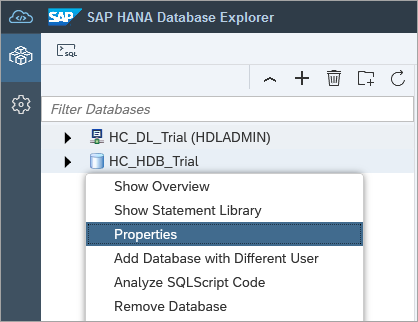 SAP SAP HANA Database Explorer
SQL
Filter Databases
HC_DL_Trial (HDLADMIN)
HC_HDB_Trial
Show Overview
Show Statement Library
Properties
Add Database with Different User
Analyze SQLScript Code
Remove Database